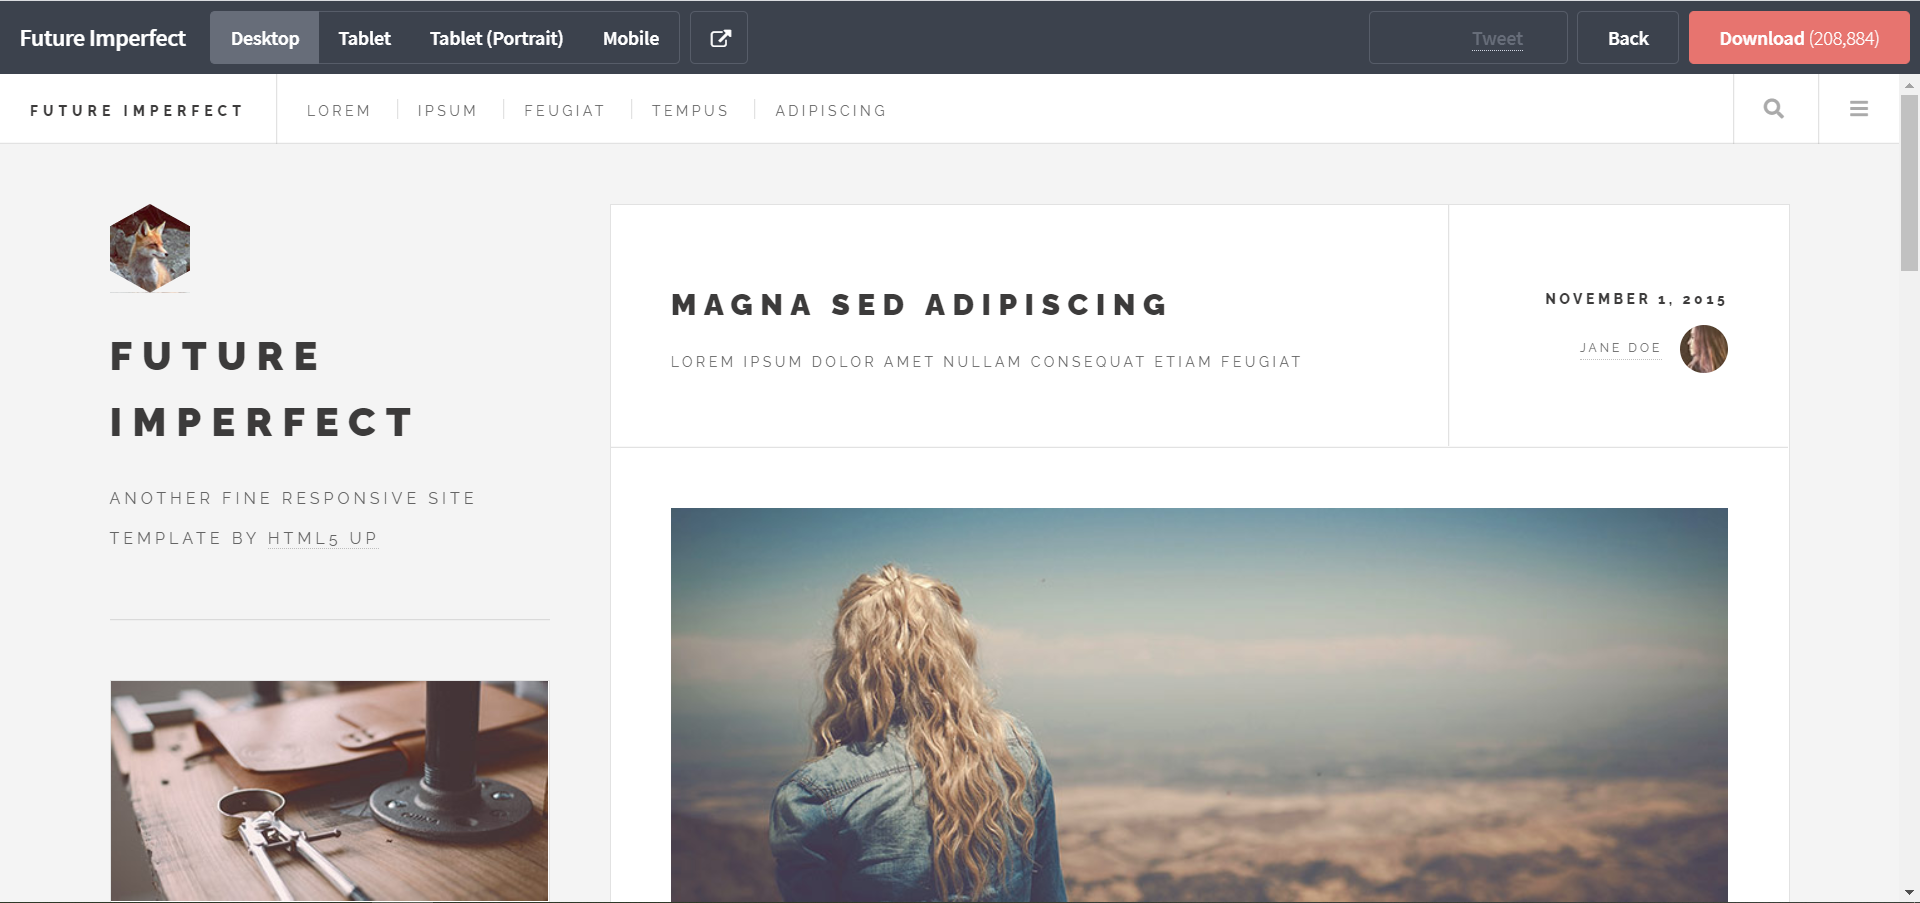 Future Imperfect
Desktop
Tablet
Tablet (Portrait)
Mobile
Tweet
Back
Download (208,884)
FUTURE IMPERFECT
LOREM
IPSUM
FEUGIAT
TEMPUS
ADIPISCING
FUTURE
IMPERFECT
ANOTHER FINE RESPONSIVE SITE
TEMPLATE BY HTML5 UP
MAGNA SED ADIPISCING
LOREM IPSUM DOLOR AMET NULLAM CONSEQUAT ETIAM FEUGIAT
NOVEMBER 1, 2015
JANE DOE